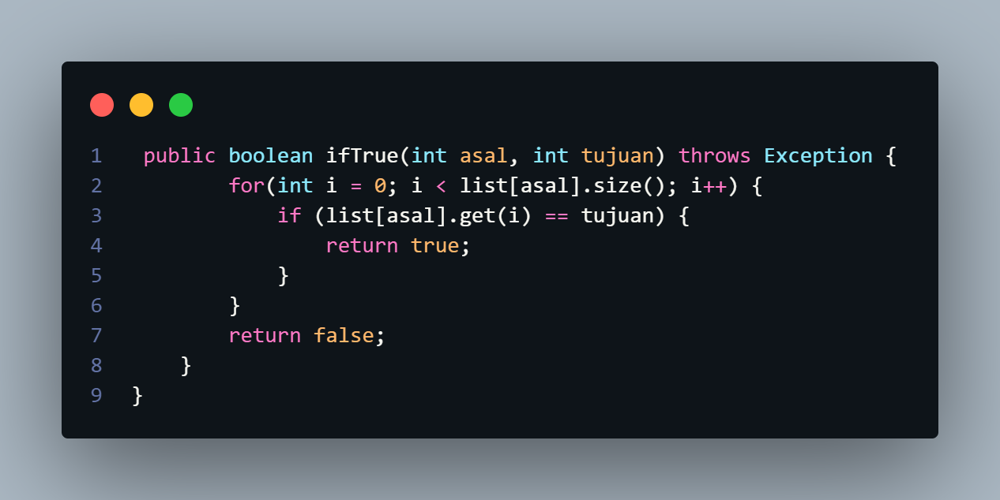 1 public boolean ifTrue(int asal, int tujuan) throws Exception {
2 for(int i = 0; i < list[asal].size(); i++) {
3 if (list[asal].get(i) == tujuan) {
4 return true;
5 }
6 }
7 return false;
8 }
9 }